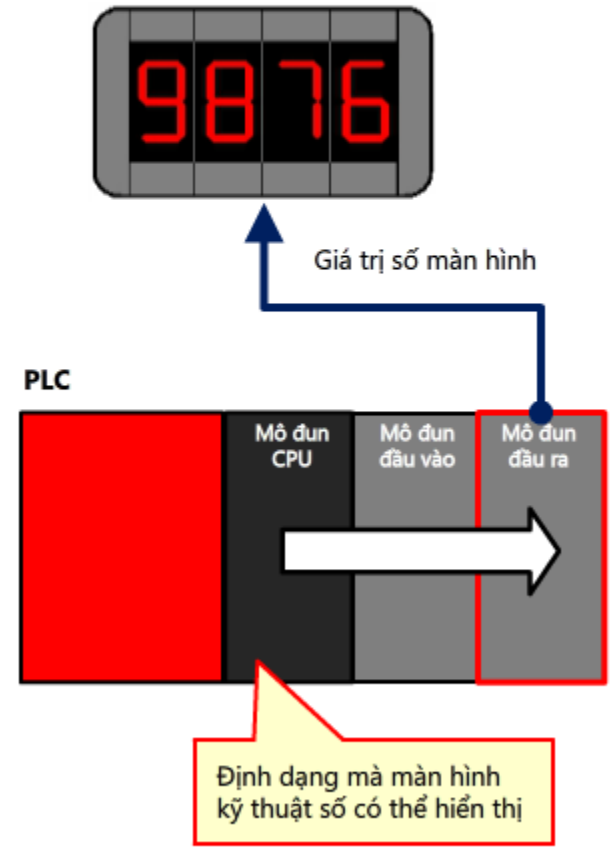 9876
Giá trị số màn hình
PLC
Mô đun
CPU
Mô đun
đầu vào
Mô đun
đầu ra
Định dạng mà màn hình
kỹ thuật số có thể hiển thị